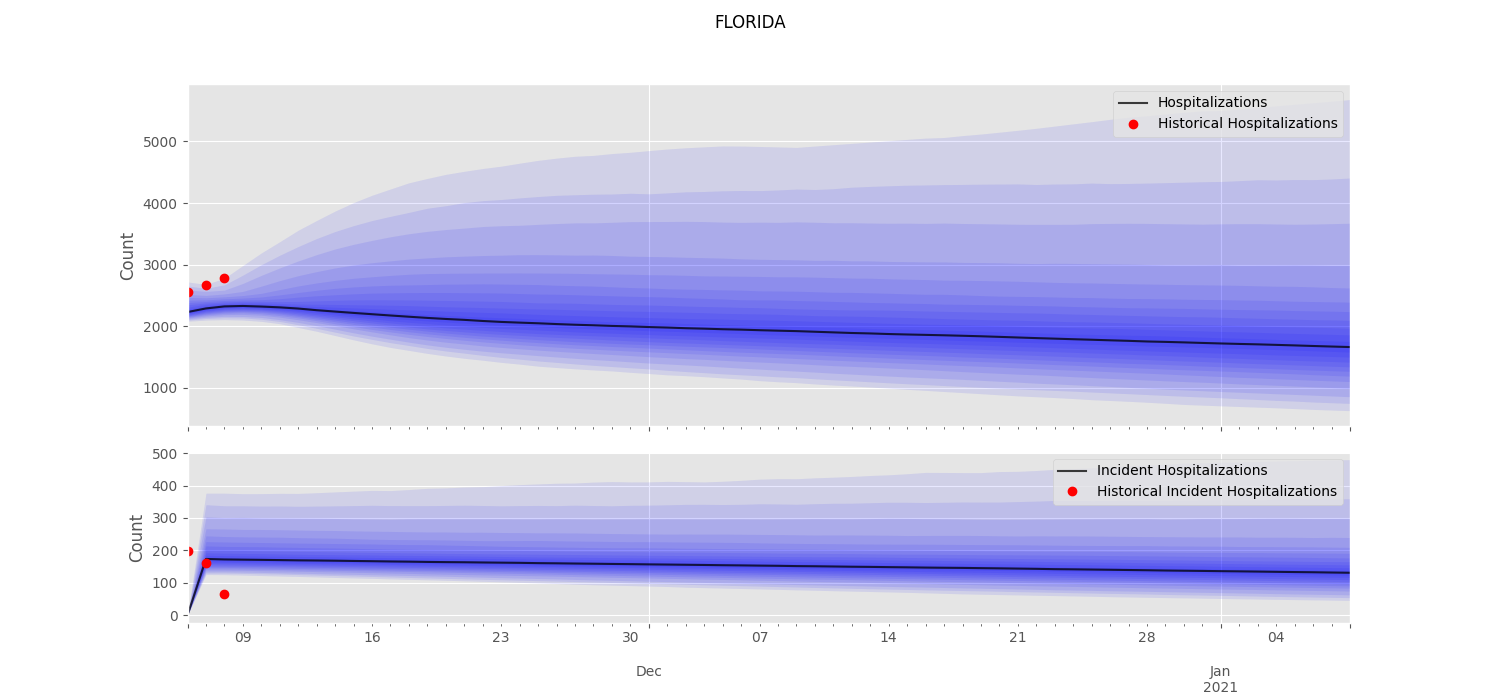 FLORIDA
Hospitalizations
Historical Hospitalizations
Count
5000
4000
3000
2000
1000
Incident Hospitalizations
Historical Incident Hospitalizations
Count
500
400
300
200
100
0
09 16 23 30 07 14 21 28 04
Dec Jan
2021